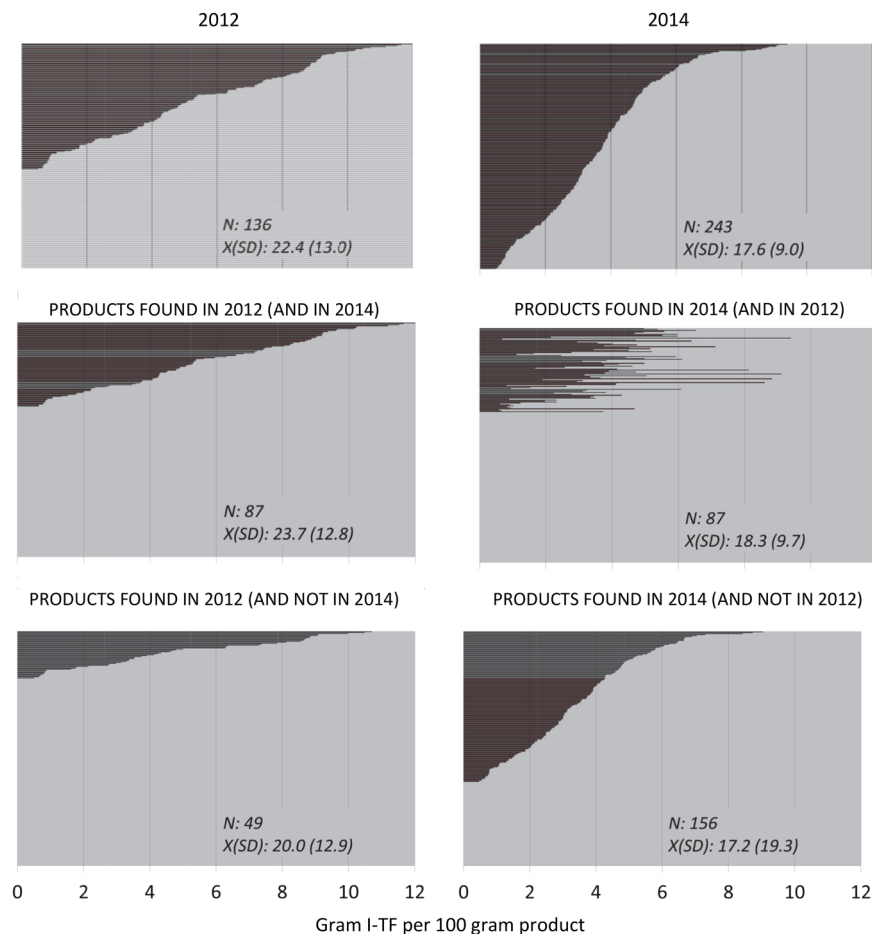 2012
2014
N: 136
X(SD): 22.4 (13.0)
N: 243
X(SD): 17.6 (9.0)
PRODUCTS FOUND IN 2012 (AND IN 2014)
PRODUCTS FOUND IN 2014 (AND IN 2012)
N: 87
X(SD): 23.7 (12.8)
N: 87
X(SD): 18.3 (9.7)
PRODUCTS FOUND IN 2012 (AND NOT IN 2014)
PRODUCTS FOUND IN 2014 (AND NOT IN 2012)
N: 49
X(SD): 20.0 (12.9)
N: 156
X(SD): 17.2 (19.3)
0 2 4 6 8 10 12
0 2 4 6 8 10 12
Gram I-TF per 100 gram product